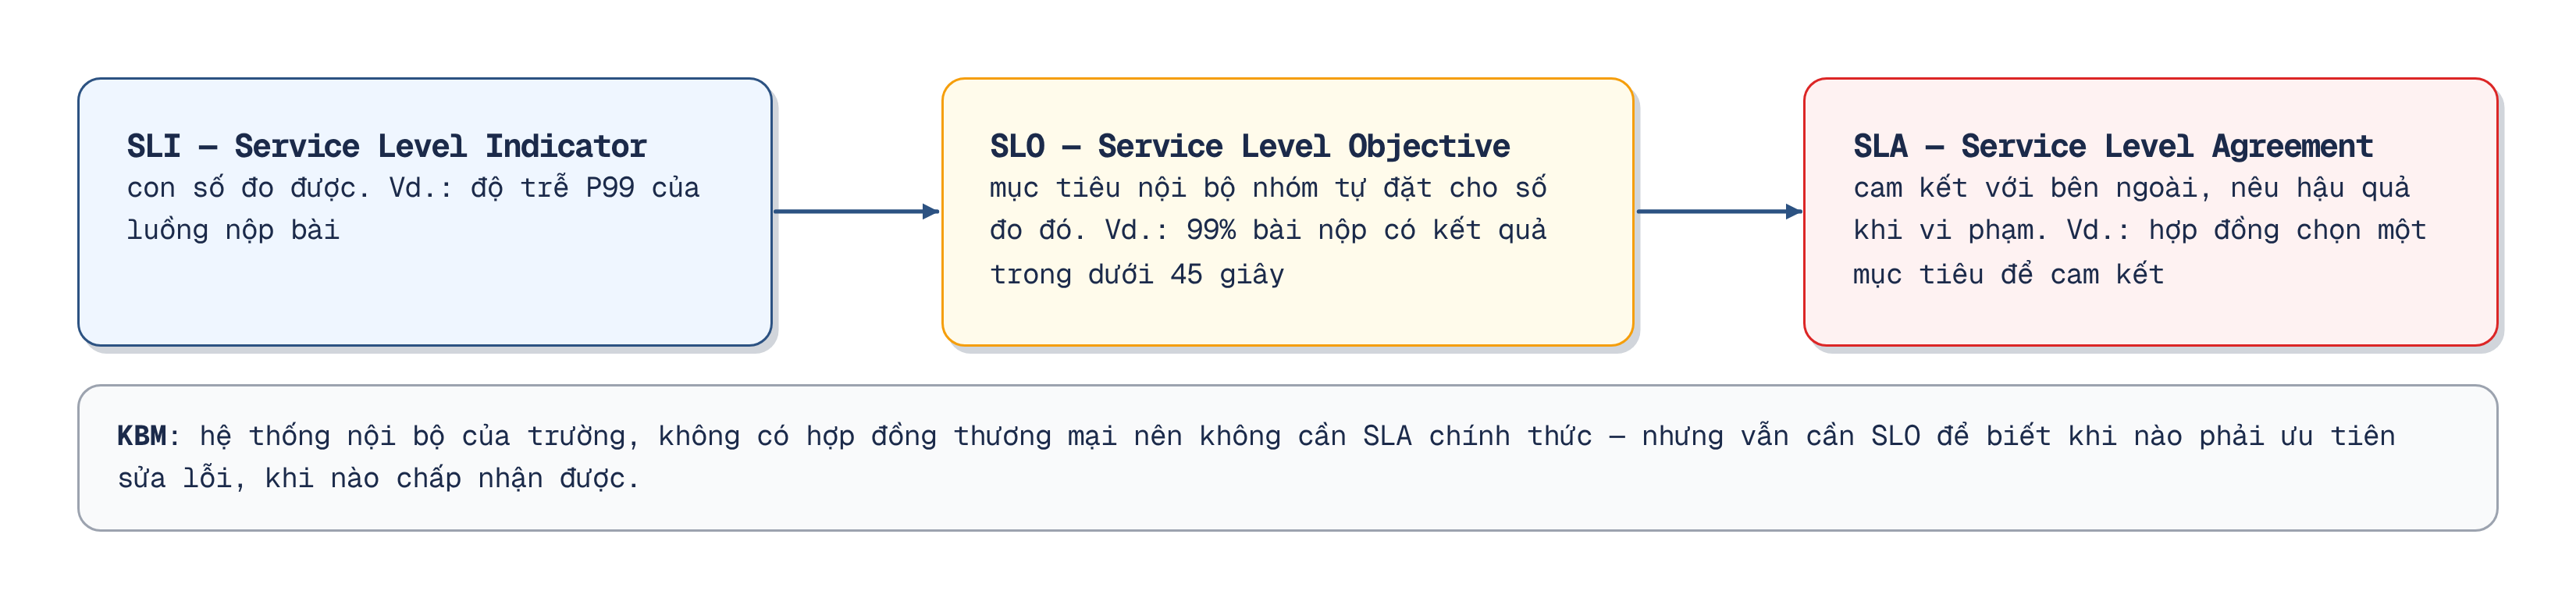 SLI – Service Level Indicator
con số đo được. Vd.: độ trễ P99 của
luồng nộp bài
SLO – Service Level Objective
mục tiêu nội bộ nhóm tự đặt cho số
đo đó. Vd.: 99% bài nộp có kết quả
trong dưới 45 giây
SLA – Service Level Agreement
cam kết với bên ngoài, nêu hậu quả
khi vi phạm. Vd.: hợp đồng chọn một
mục tiêu để cam kết
KBM: hệ thống nội bộ của trường, không có hợp đồng thương mại nên không cần SLA chính thức – nhưng vẫn cần SLO để biết khi nào phải ưu tiên
sửa lỗi, khi nào chấp nhận được.